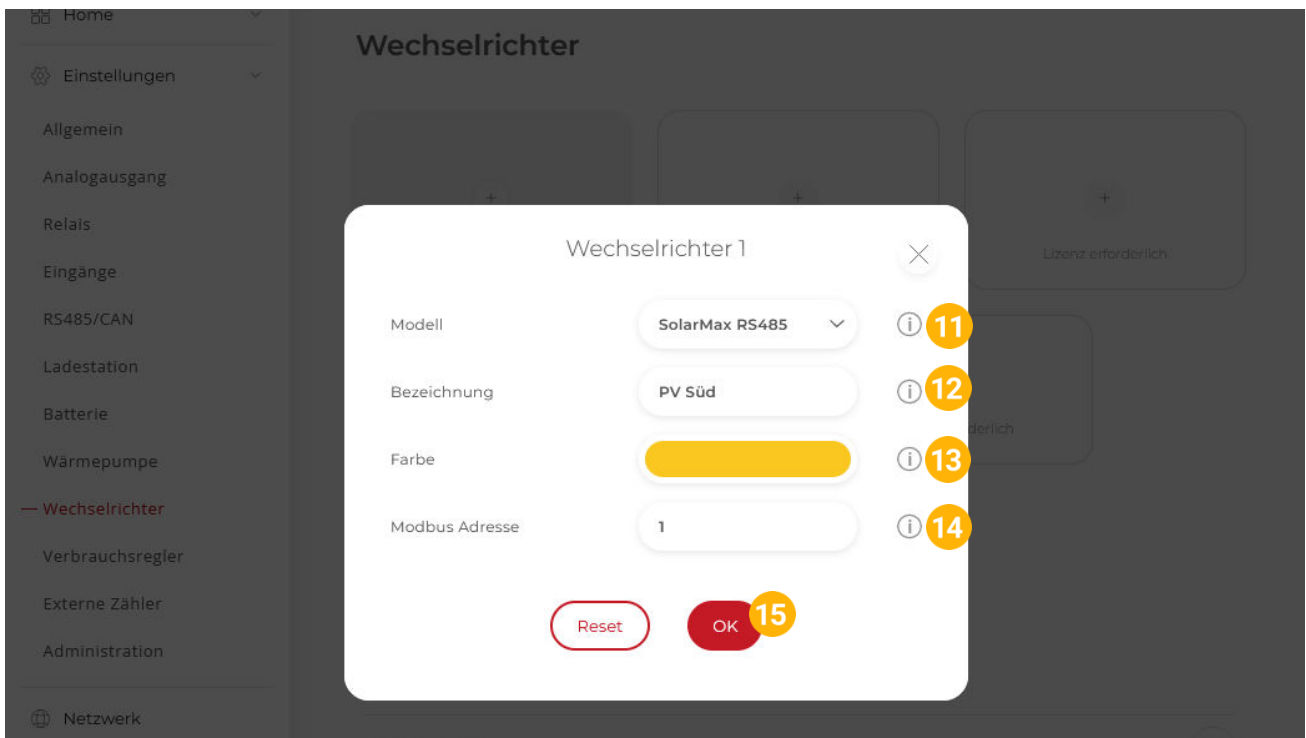 Home
Einstellungen
Allgemein
Analogausgang
Relais
Eingänge
RS485/CAN
Ladestation
Batterie
Wärmepumpe
Wechselrichter
Verbrauchsregler
Externe Zähler
Administration
Netzwerk
Wechselrichter
Lizenz erforderlich
derlich
Wechselrichter 1
Modell SolarMax RS485 11
Bezeichnung PV Süd 12
Farbe 13
Modbus Adresse 1 14
Reset OK 15